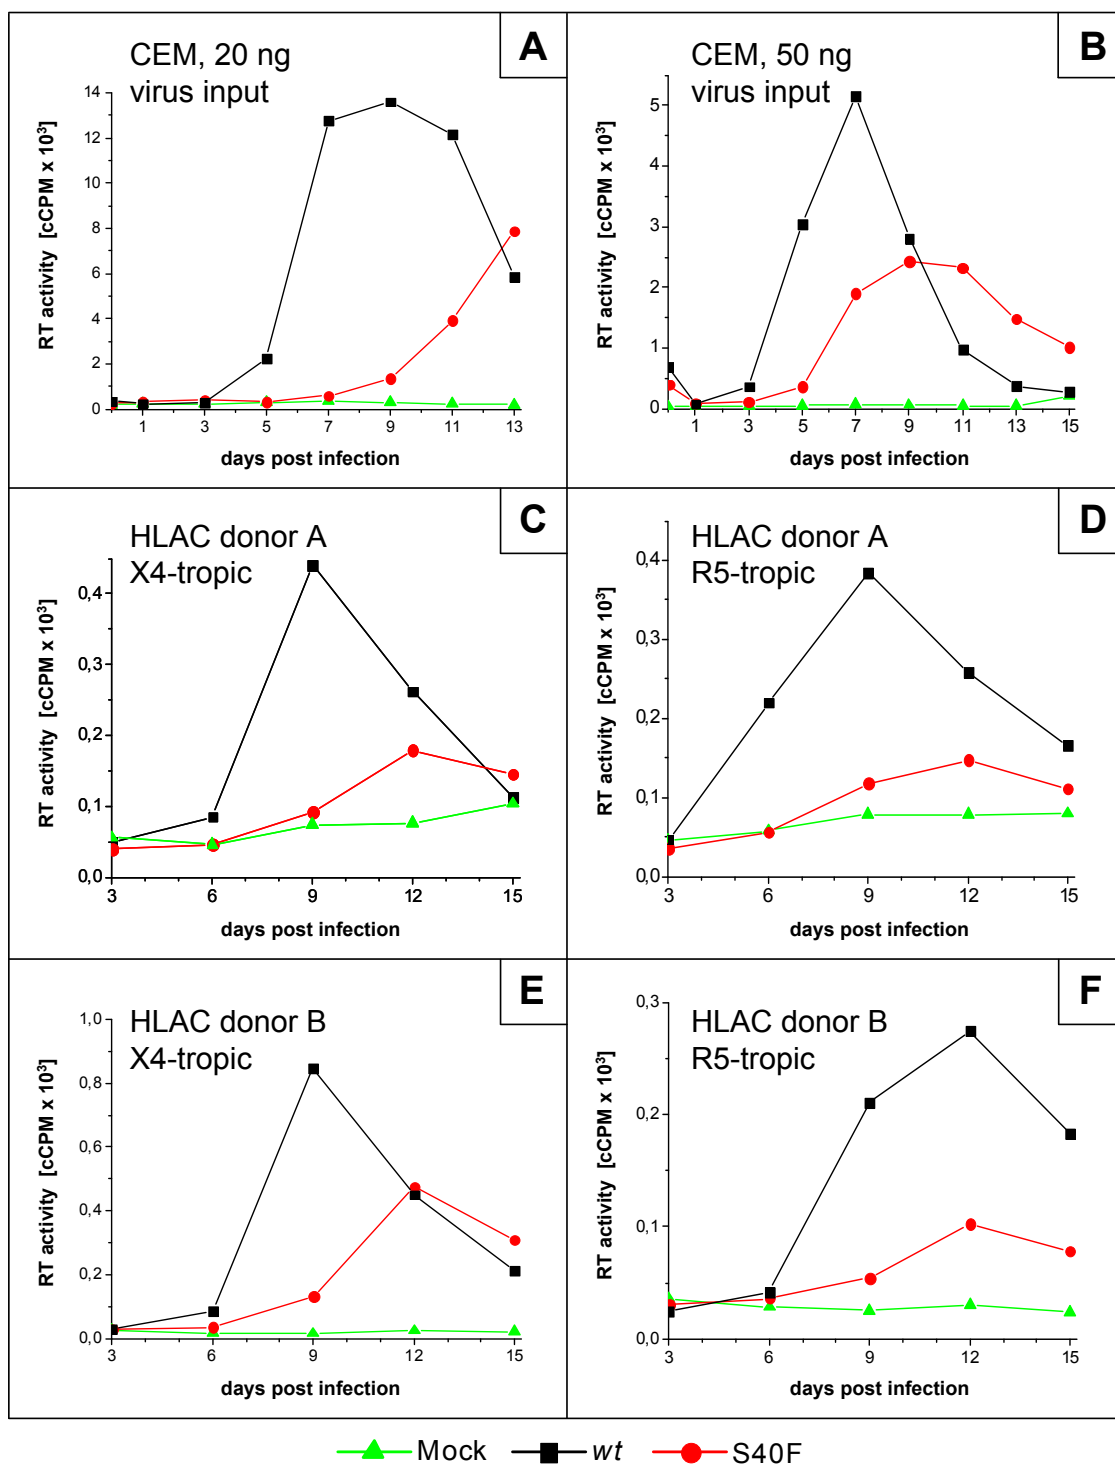 A
CEM, 20 ng
virus input
14
12
10
8
6
4
2
0
RT activity [cCPM x 10³]
1 3 5 7 9 11 13
days post infection
B
CEM, 50 ng
virus input
5
4
3
2
1
0
RT activity [cCPM x 10³]
1 3 5 7 9 11 13 15
days post infection
C
HLAC donor A
X4-tropic
0,4
0,3
0,2
0,1
0,0
RT activity [cCPM x 10³]
3 6 9 12 15
days post infection
D
HLAC donor A
R5-tropic
0,4
0,3
0,2
0,1
0,0
RT activity [cCPM x 10³]
3 6 9 12 15
days post infection
E
HLAC donor B
X4-tropic
1,0
0,8
0,6
0,4
0,2
0,0
RT activity [cCPM x 10³]
3 6 9 12 15
days post infection
F
HLAC donor B
R5-tropic
0,3
0,2
0,1
0,0
RT activity [cCPM x 10³]
3 6 9 12 15
days post infection
Mock wt S40F